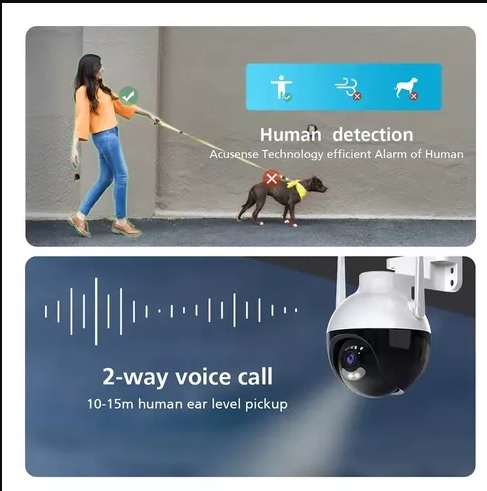 Human detection
Acusense Technology efficient Alarm of Human
2-way voice call
10-15m human ear level pickup